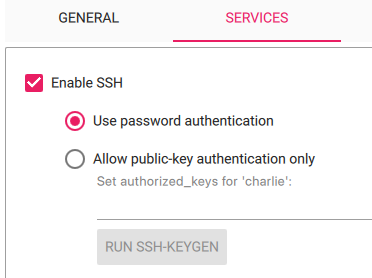 GENERAL
SERVICES
Enable SSH
Use password authentication
Allow public-key authentication only
Set authorized_keys for 'charlie':
RUN SSH-KEYGEN